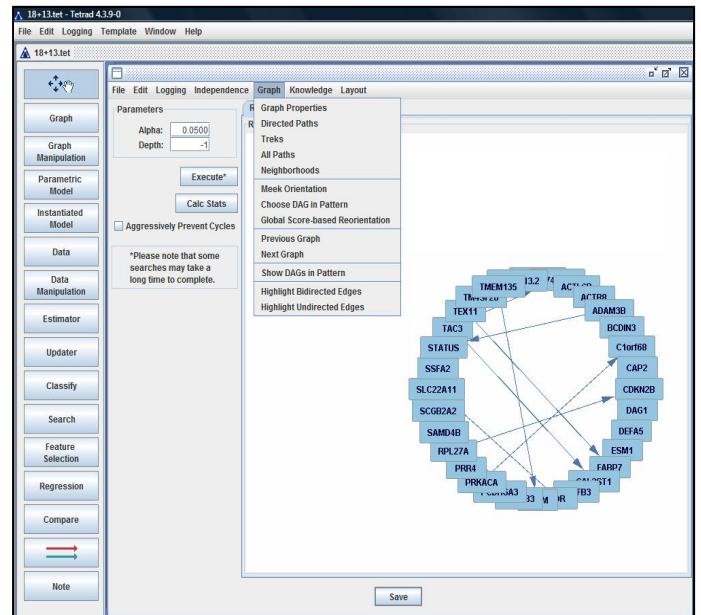 18+13.tet - Tetrad 4.3.9-0
File Edit Logging Template Window Help
18+13.tet
Graph
Graph
Manipulation
Parametric
Model
Instantiated
Model
Data
Data
Manipulation
Estimator
Updater
Classify
Search
Feature
Selection
Regression
Compare
Note
File Edit Logging Independence Graph Knowledge Layout
Parameters
Alpha: 0.0500
Depth: -1
Execute*
Calc Stats
Aggressively Prevent Cycles
*Please note that some
searches may take a
long time to complete.
Graph Properties
Directed Paths
Treks
All Paths
Neighborhoods
Meek Orientation
Choose DAG in Pattern
Global Score-based Reorientation
Previous Graph
Next Graph
Show DAGs in Pattern
Highlight Bidirected Edges
Highlight Undirected Edges
TMEM135
TEX11
TAC3
STATUS
SSFA2
SLC22A11
SCGB2A2
SAMD4B
RPL27A
PRR4
PRKACA
ADAM3B
BCDIN3
C1orf68
CAP2
CDKN2B
DAG1
DEFA5
ESM1
FABP7
Save